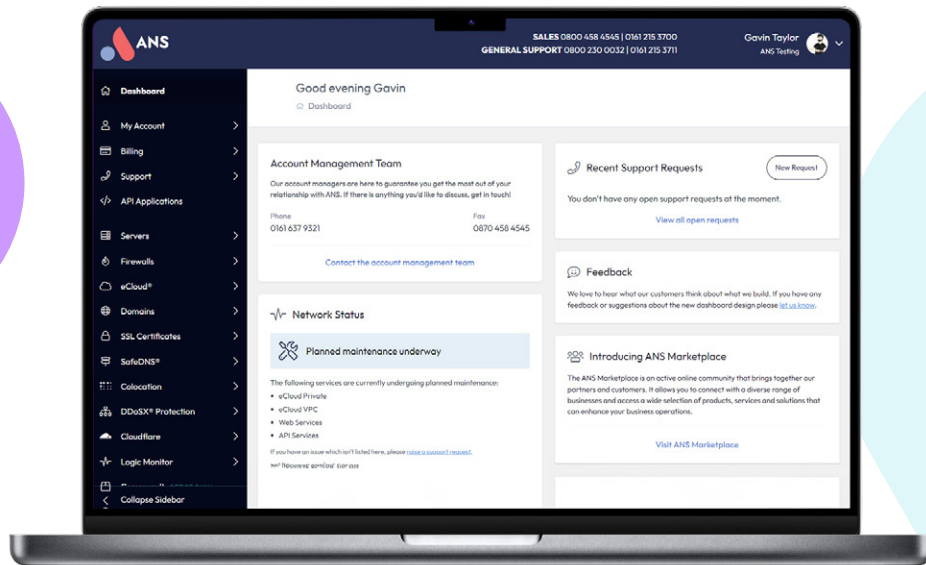 ANS
SALES 0800 458 4545 | 0161 215 3700
GENERAL SUPPORT 0800 230 0032 | 0161 215 3711
Gavin Taylor
ANS Testing
Dashboard
My Account
Billing
Support
API Applications
Servers
Firewalls
eCloud®
Domains
SSL Certificates
SafeDNS®
Colocation
DDoSX® Protection
Cloudflare
Logic Monitor
Collapse Sidebar
Good evening Gavin
Dashboard
Account Management Team
Our account managers are here to guarantee you get the most out of your
relationship with ANS. If there is anything you'd like to discuss, get in touch!
Phone
0161 637 9321
Fax
0870 458 4545
Contact the account management team
Network Status
Planned maintenance underway
The following services are currently undergoing planned maintenance:
• eCloud Private
• eCloud VPC
• Web Services
• API Services
If you have an issue which isn't listed here, please raise a support request.
Recent Support Requests
New Request
You don't have any open support requests at the moment.
View all open requests
Feedback
We love to hear what our customers think about what we build. If you have any
feedback or suggestions about the new dashboard design please let us know.
Introducing ANS Marketplace
The ANS Marketplace is an active online community that brings together our
partners and customers. It allows you to connect with a diverse range of
businesses and access a wide selection of products, services and solutions that
can enhance your business operations.
Visit ANS Marketplace